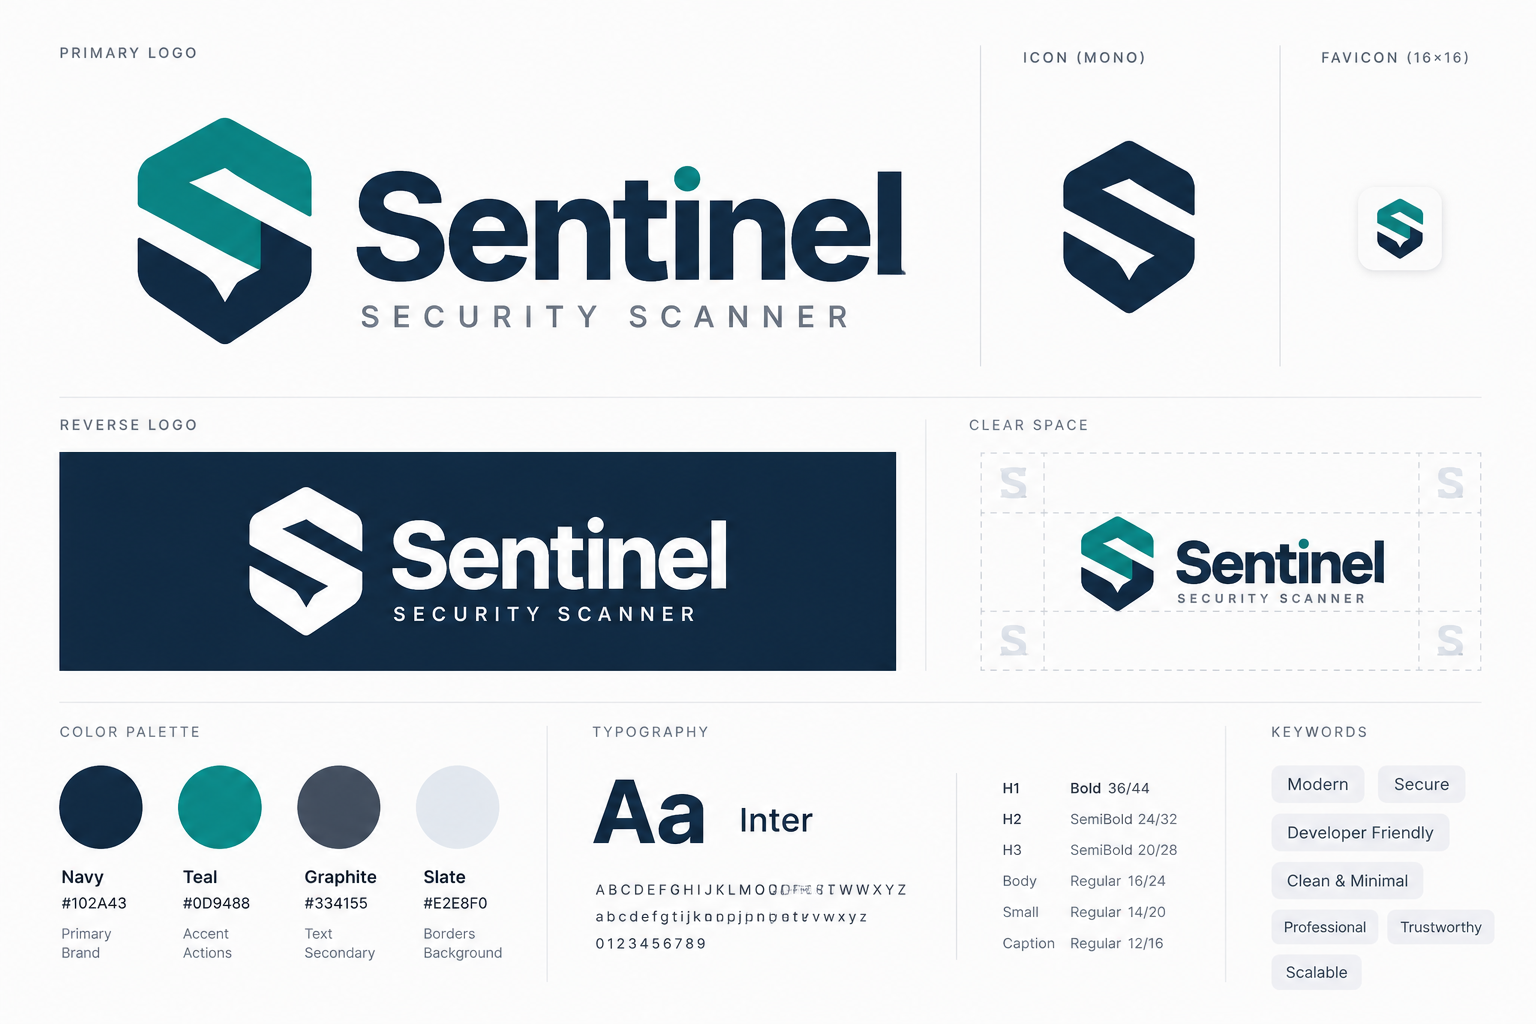 PRIMARY LOGO
Sentinel
SECURITY SCANNER
ICON (MONO)
FAVICON (16×16)
REVERSE LOGO
Sentinel
SECURITY SCANNER
CLEAR SPACE
S
S
Sentinel
SECURITY SCANNER
S
S
COLOR PALETTE
Navy
#102A43
Primary
Brand
Teal
#0D9488
Accent
Actions
Graphite
#334155
Text
Secondary
Slate
#E2E8F0
Borders
Background
TYPOGRAPHY
Aa Inter
ABCDEFGHIJKLMO TWWXYZ
abcdefgtijk wxyz
0123456789
H1 Bold 36/44
H2 SemiBold 24/32
H3 SemiBold 20/28
Body Regular 16/24
Small Regular 14/20
Caption Regular 12/16
KEYWORDS
Modern Secure
Developer Friendly
Clean & Minimal
Professional Trustworthy
Scalable